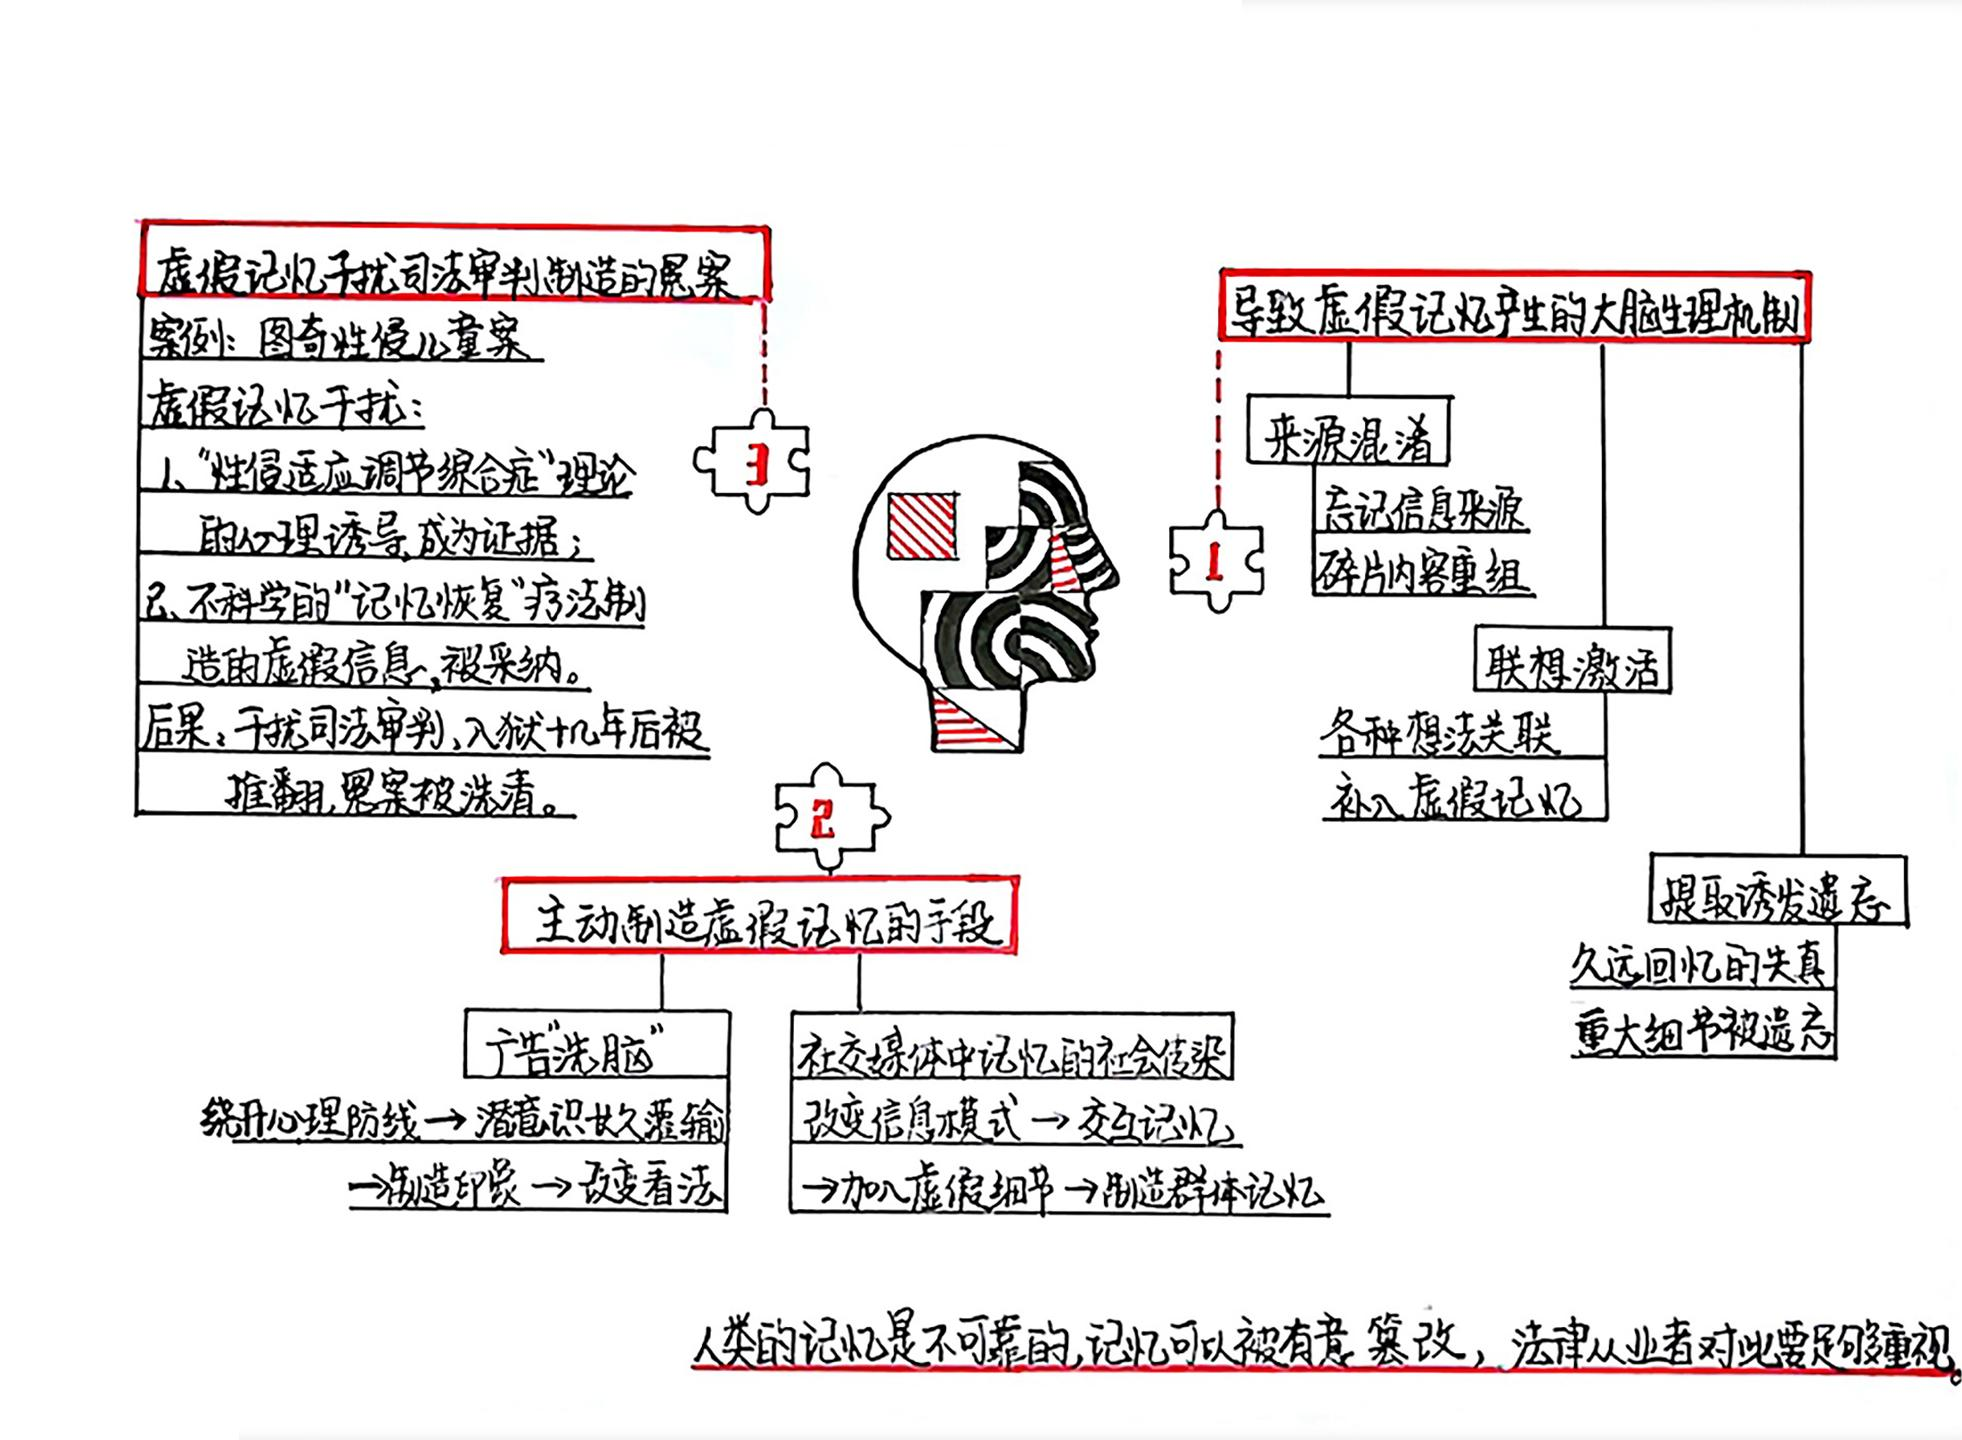 导致虚假记忆产生的大脑生理机制
1
来源混淆
忘记信息来源
碎片内容重组
联想激活
各种想法关联
补入虚假记忆
提取诱发遗忘
久远回忆的失真
重大细节被遗忘
2
主动制造虚假记忆的手段
广告“洗脑”
绕开心理防线→潜意识长久灌输
→制造印象→改变看法
社交媒体中记忆的社会传染
改变信息模式→交互记忆
→加入虚假细节→制造群体记忆
3
虚假记忆干扰司法审判制造的冤案
案例：图奇性侵儿童案
虚假记忆干扰：
1、“性侵适应调节综合症”理论
的心理诱导，成为证据；
2、不科学的“记忆恢复”疗法制
造的虚假信息，被采纳。
后果：干扰司法审判，入狱十几年后被
推翻，冤案被洗清。
人类的记忆是不可靠的，记忆可以被有意篡改，法律从业者对此要足够重视。